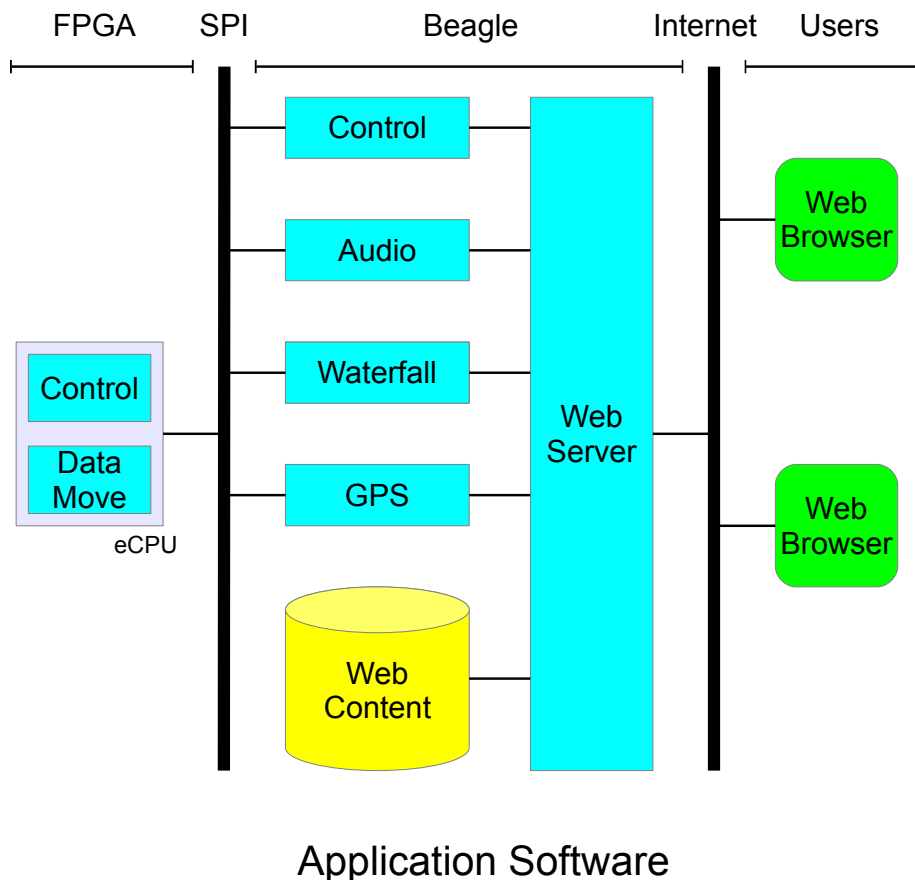 FPGA SPI Beagle Internet Users
Control
Audio
Waterfall
GPS
Web
Content
Control
Data
Move
eCPU
Web
Server
Web
Browser
Web
Browser
Application Software